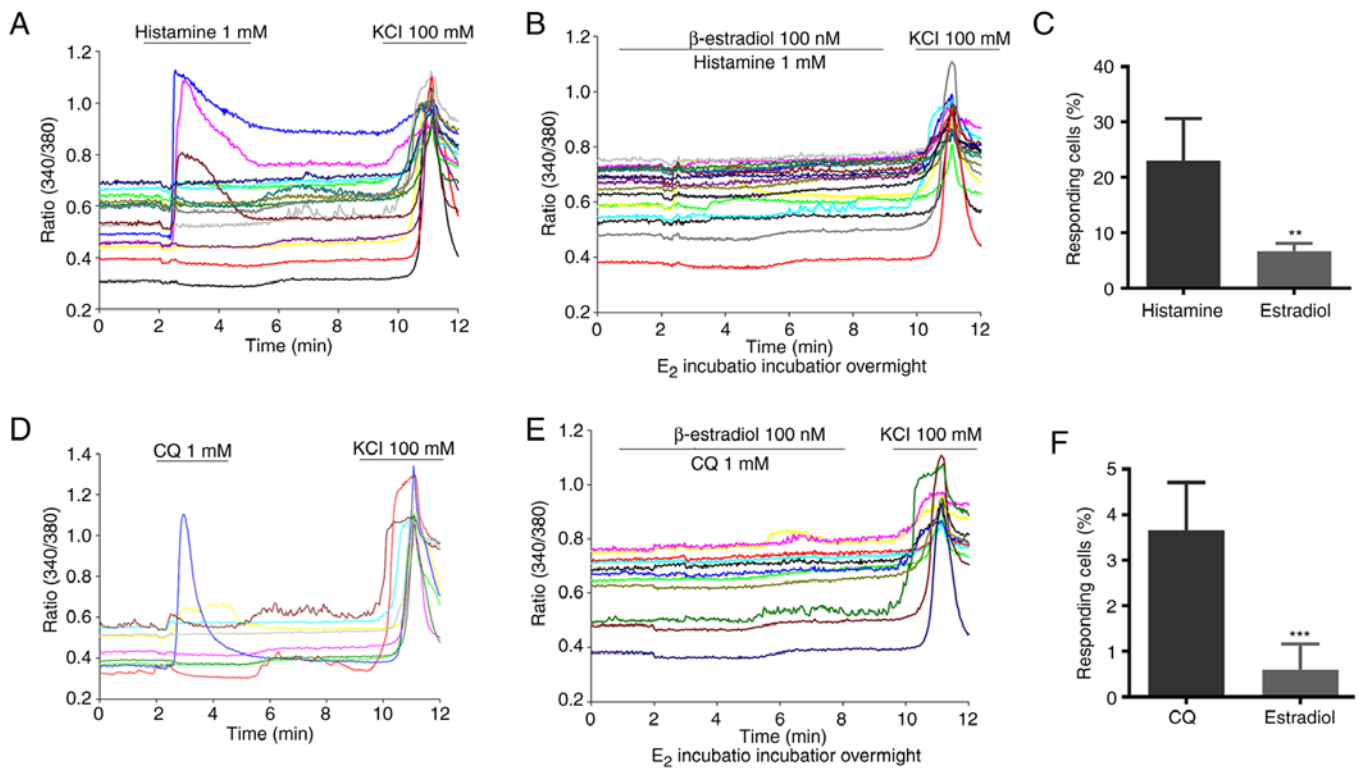 A
Histamine 1 mM
KCl 100 mM
Ratio (340/380)
1.2
1.0
0.8
0.6
0.4
0.2
0 2 4 6 8 10 12
Time (min)
B
β-estradiol 100 nM
Histamine 1 mM
KCl 100 mM
Ratio (340/380)
1.2
1.0
0.8
0.6
0.4
0.2
0 2 4 6 8 10 12
Time (min)
E2 incubatio incubatior overnight
C
Responding cells (%)
40
30
20
10
0
**
Histamine Estradiol
D
CQ 1 mM
KCl 100 mM
Ratio (340/380)
1.4
1.2
1.0
0.8
0.6
0.4
0.2
0 2 4 6 8 10 12
Time (min)
E
β-estradiol 100 nM
CQ 1 mM
KCl 100 mM
Ratio (340/380)
1.2
1.0
0.8
0.6
0.4
0.2
0 2 4 6 8 10 12
Time (min)
E2 incubatio incubatior overnight
F
Responding cells (%)
5
4
3
2
1
0
***
CQ Estradiol